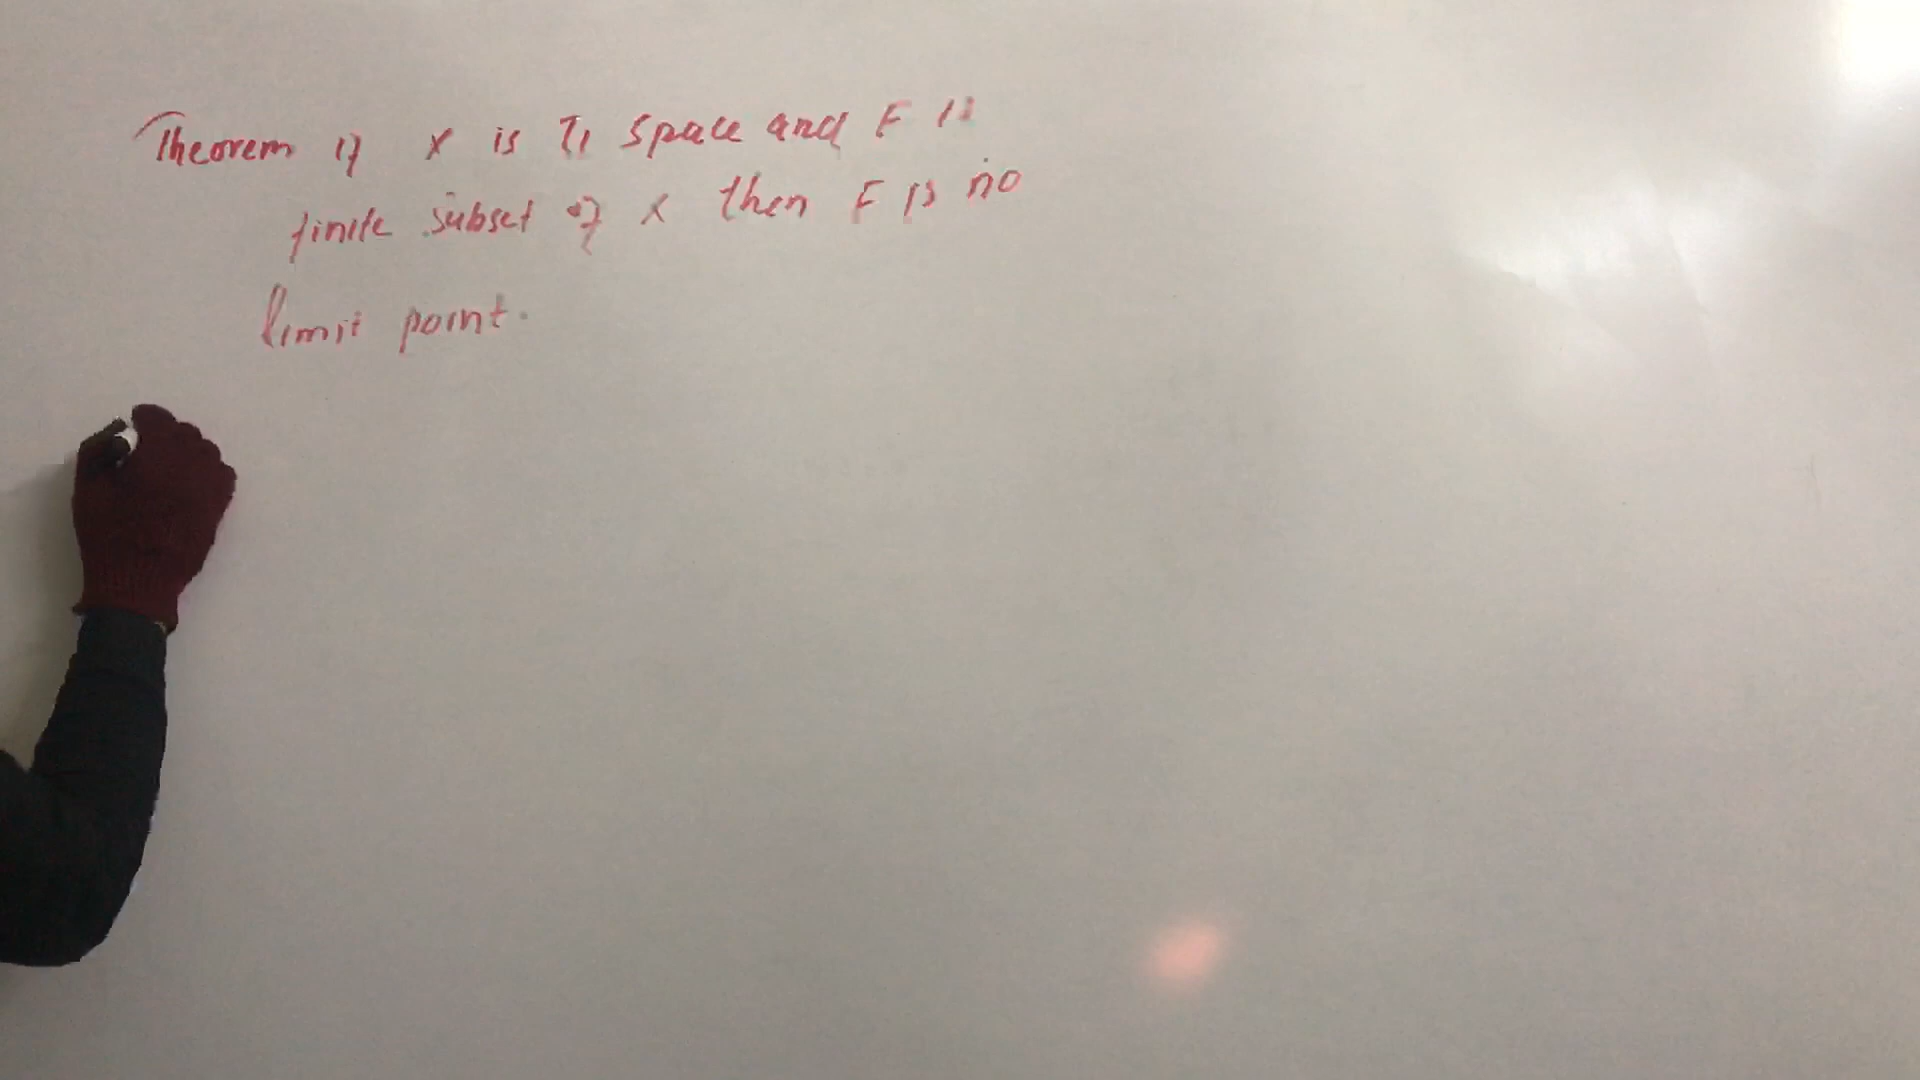 Theorem if X is T1 space and F is
finite subset of X then F is no
limit point.